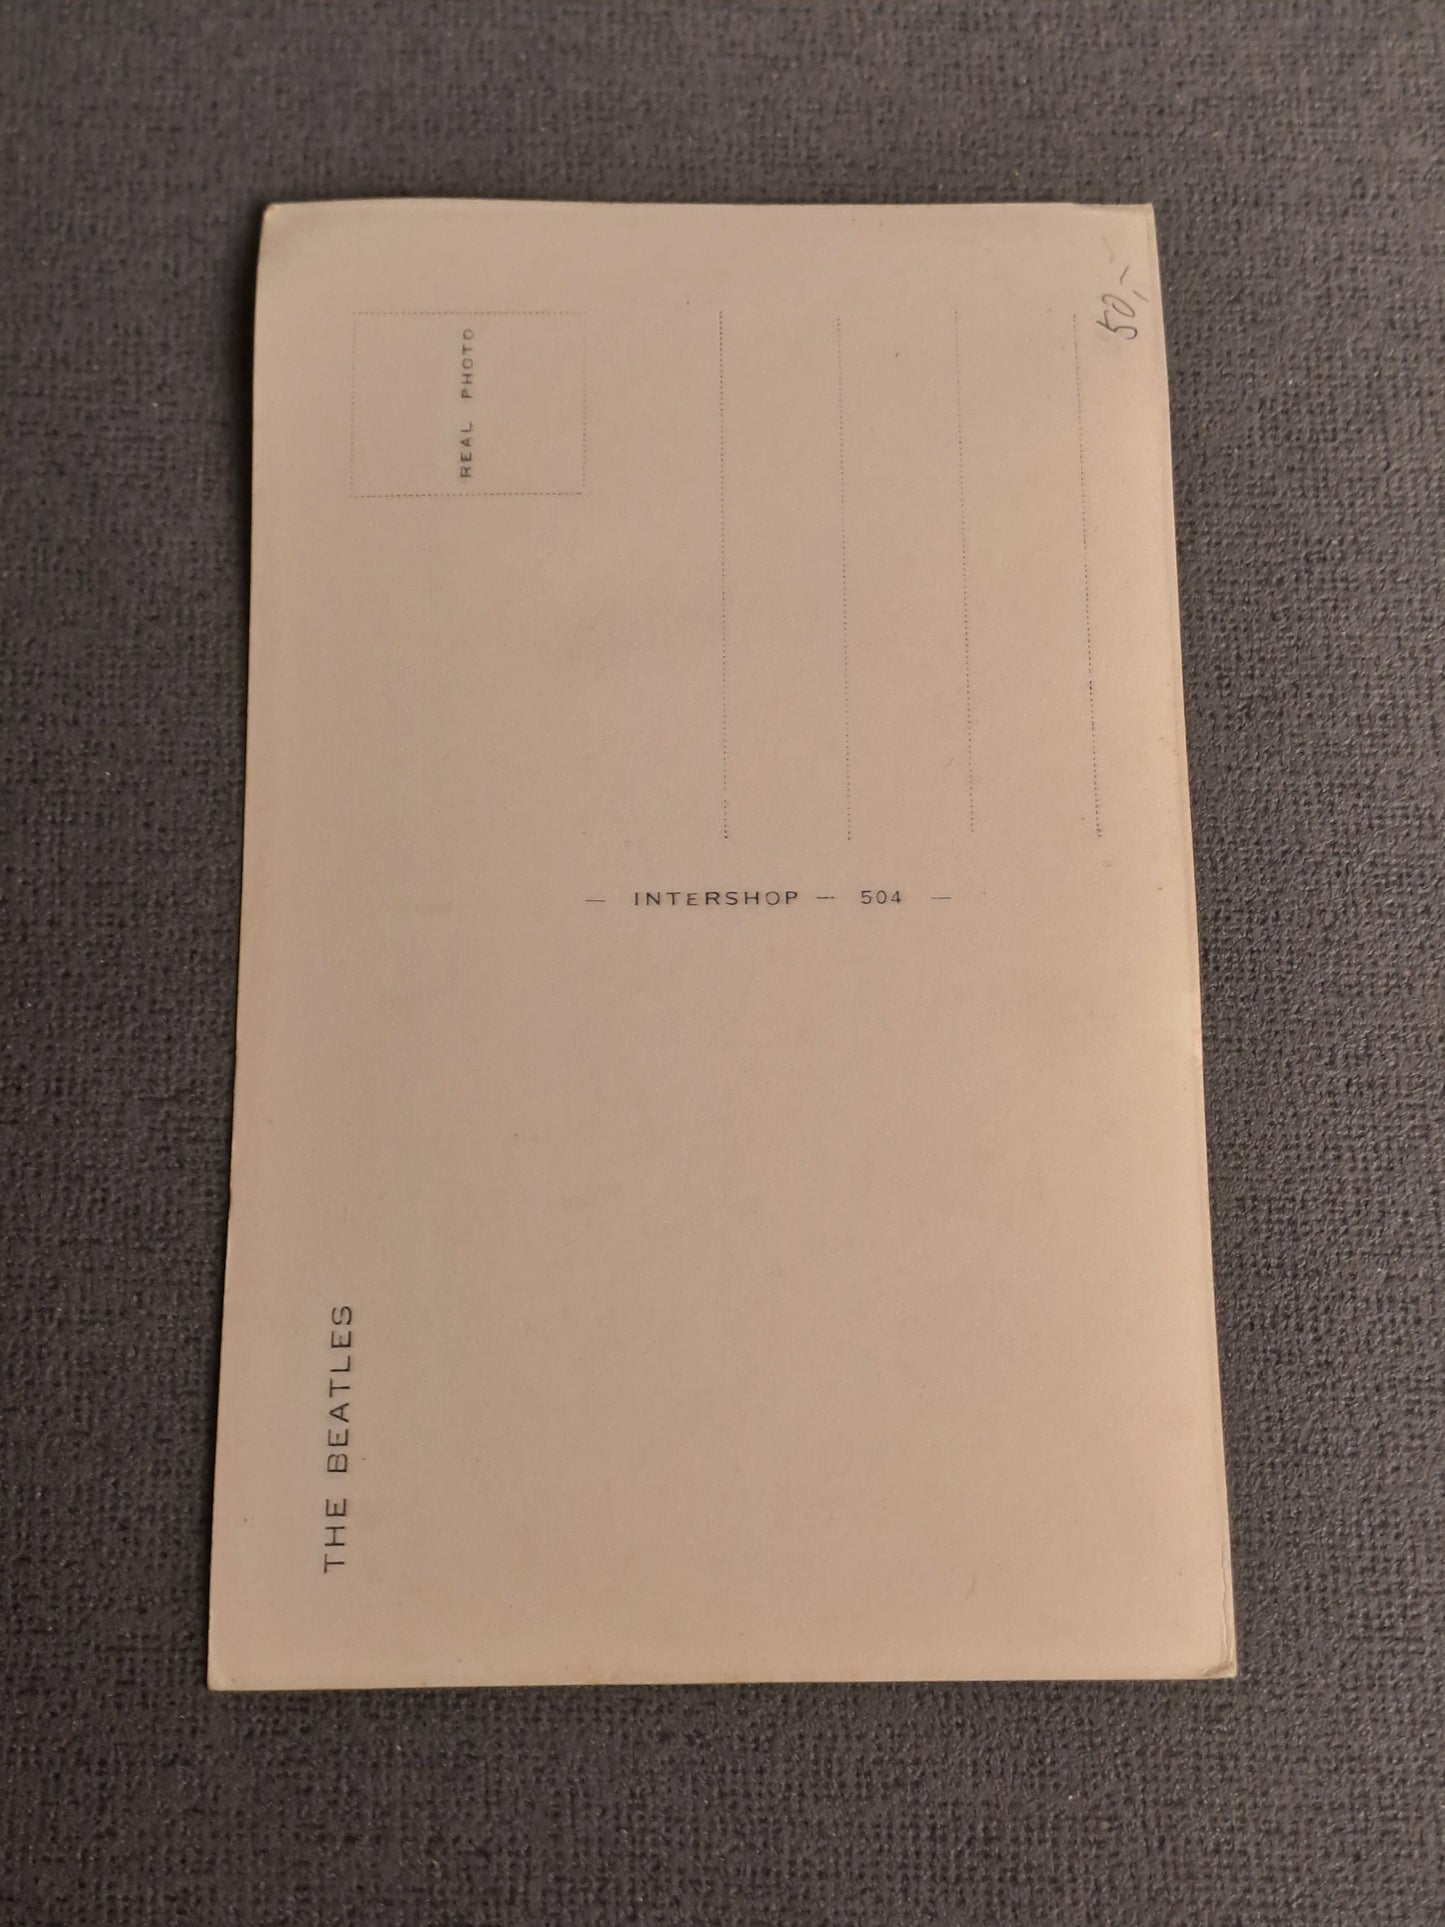 THE BEATLES
REAL PHOTO
— INTERSHOP — 504 —
50,-